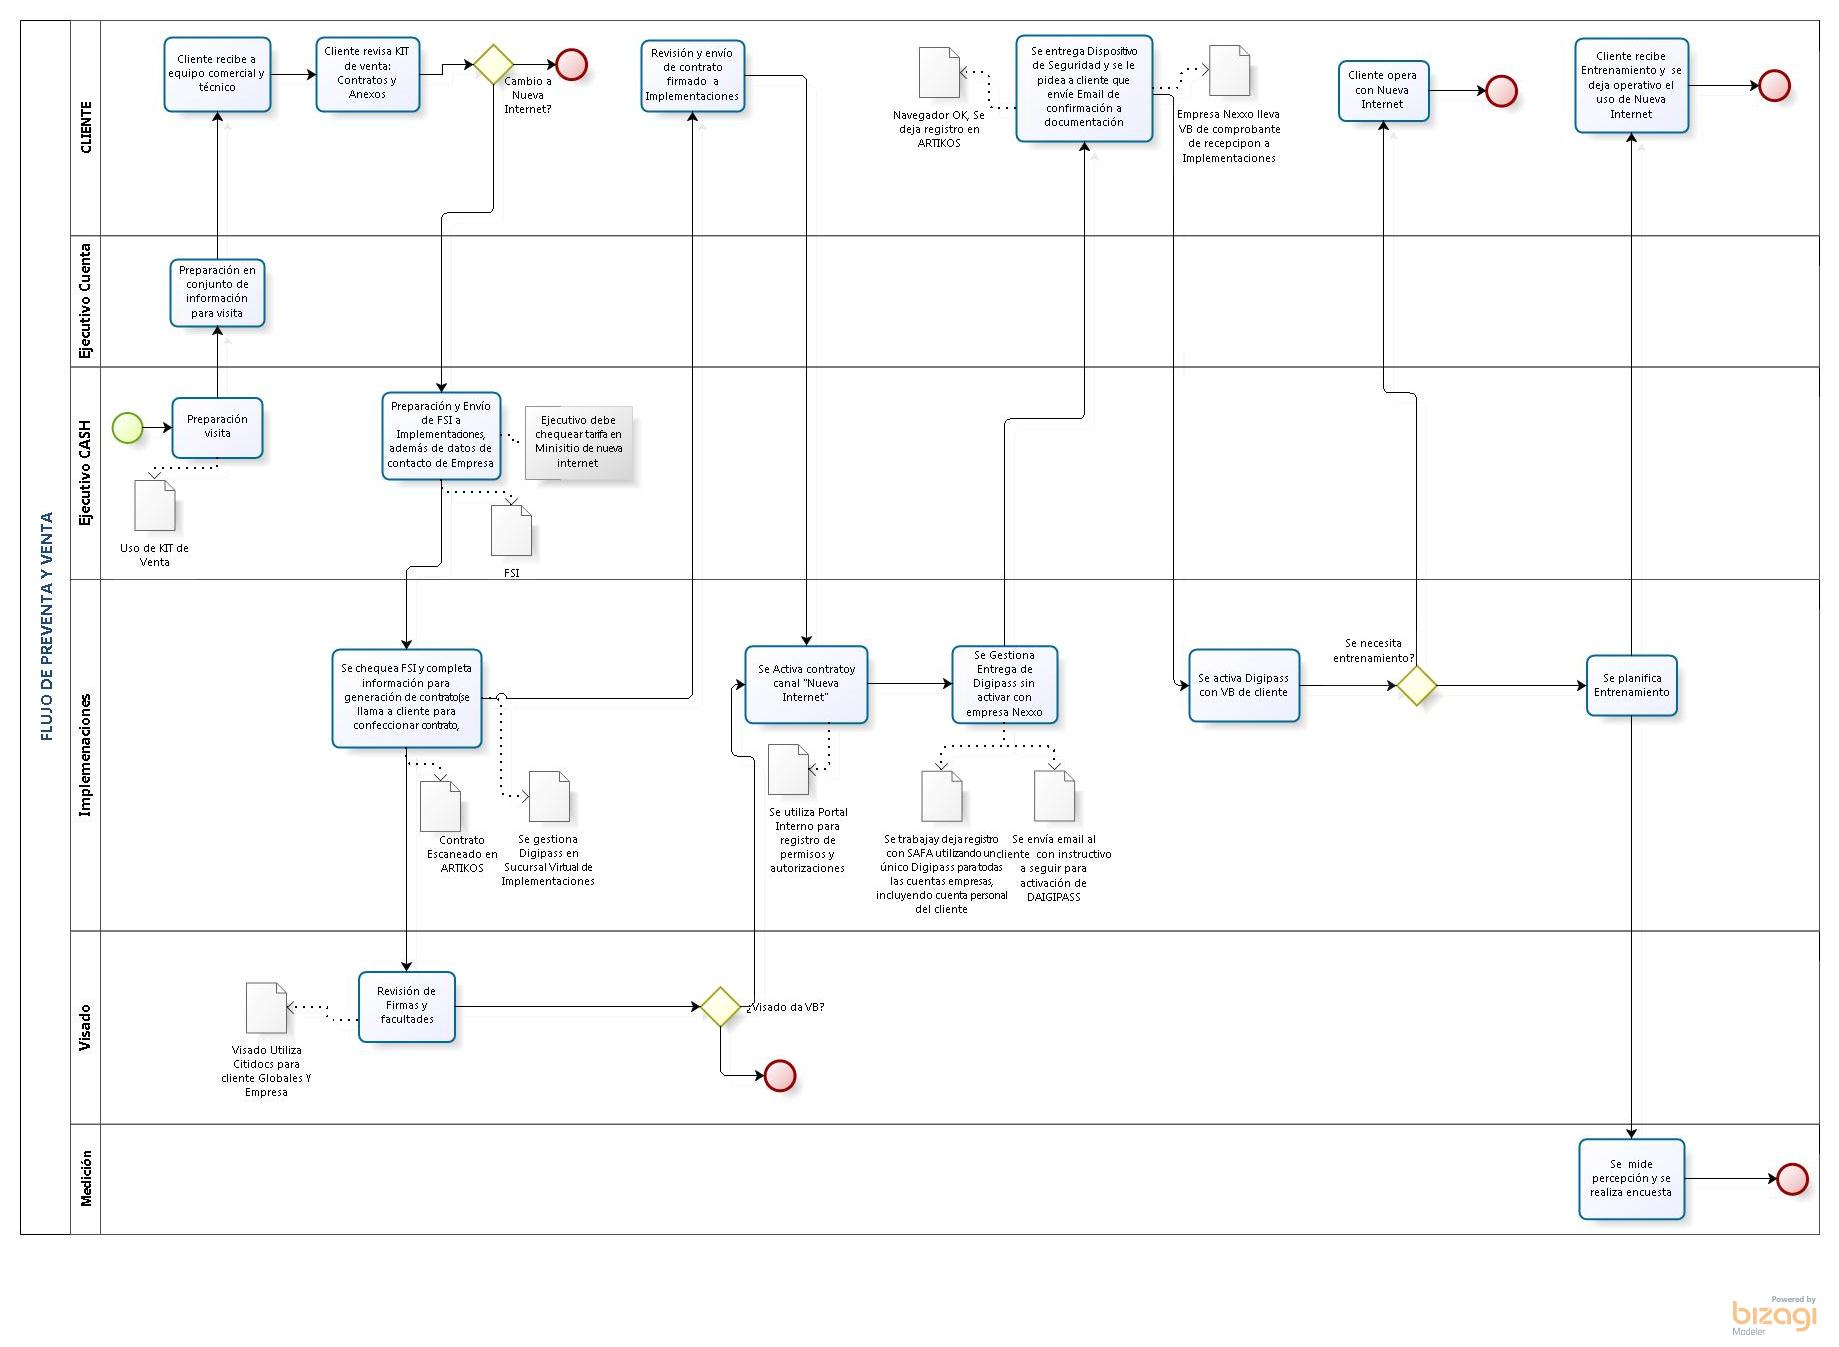 FLUJO DE PREVENTA Y VENTA
CLIENTE
Cliente recibe a
equipo comercial y
técnico
Cliente revisa KIT
de venta:
Contratos y
Anexos
Cambio a
Nueva
Internet?
Revisión y envío
de contrato
firmado a
Implementaciones
Navegador OK, Se
deja registro en
ARTIKOS
Se entrega Dispositivo
de Seguridad y se le
pidea a cliente que
envíe Email de
confirmación a
documentación
Empresa Nexxo lleva
VB de comprobante
de recepcipon a
Implementaciones
Cliente opera
con Nueva
Internet
Cliente recibe
Entrenamiento y se
deja operativo el
uso de Nueva
Internet
Ejecutivo Cuenta
Preparación en
conjunto de
información
para visita
Ejecutivo CASH
Preparación
visita
Uso de KIT de
Venta
Preparación y Envío
de FSI a
Implementaciones,
además de datos de
contacto de Empresa
Ejecutivo debe
chequear tarifa en
Minisitio de nueva
internet
FSI
Implemenaciones
Se chequea FSI y completa
información para
generación de contrato(se
llama a cliente para
confeccionar contrato,
Contrato
Escaneado en
ARTIKOS
Se gestiona
Digipass en
Sucursal Virtual de
Implementaciones
Se Activa contratoy
canal "Nueva
Internet"
Se utiliza Portal
Interno para
registro de
permisos y
autorizaciones
Se Gestiona
Entrega de
Digipass sin
activar con
empresa Nexxo
Se trabajay deja registro
con SAFA utilizando un
único Digipass para todas
las cuentas empresas,
incluyendo cuenta personal
del cliente
Se envía email al
cliente con instructivo
a seguir para
activación de
DAIGIPASS
Se activa Digipass
con VB de cliente
Se necesita
entrenamiento?
Se planifica
Entrenamiento
Visado
Revisión de
Firmas y
facultades
Visado Utiliza
Citidocs para
cliente Globales Y
Empresa
¿Visado da VB?
Medición
Se mide
percepción y se
realiza encuesta
Powered by
bizagi
Modeler